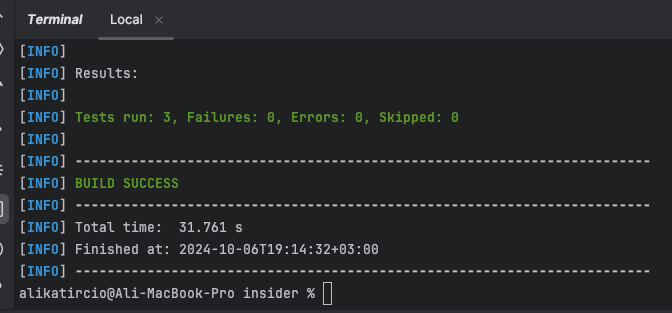 Terminal Local ×
[INFO]
[INFO] Results:
[INFO]
[INFO] Tests run: 3, Failures: 0, Errors: 0, Skipped: 0
[INFO]
[INFO] ------------------------------------------------------------------------
[INFO] BUILD SUCCESS
[INFO] ------------------------------------------------------------------------
[INFO] Total time:  31.761 s
[INFO] Finished at: 2024-10-06T19:14:32+03:00
[INFO] ------------------------------------------------------------------------
alikatircio@Ali-MacBook-Pro insider %